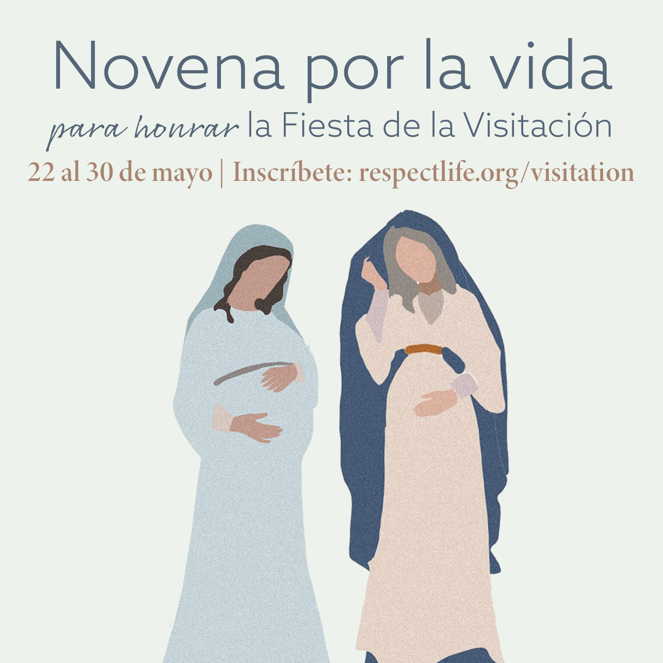 Novena por la vida
para honrar la Fiesta de la Visitación
22 al 30 de mayo | Inscríbete: respectlife.org/visitation